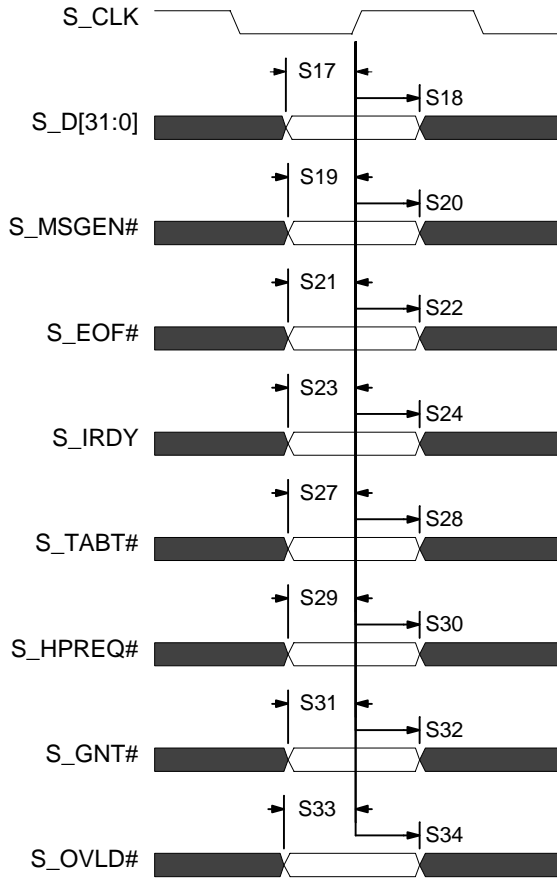 S_CLK
S17
S18
S_D[31:0]
S19
S20
S_MSGEN#
S21
S22
S_EOF#
S23
S24
S_IRDY
S27
S28
S_TABT#
S29
S30
S_HPREQ#
S31
S32
S_GNT#
S33
S34
S_OVLD#